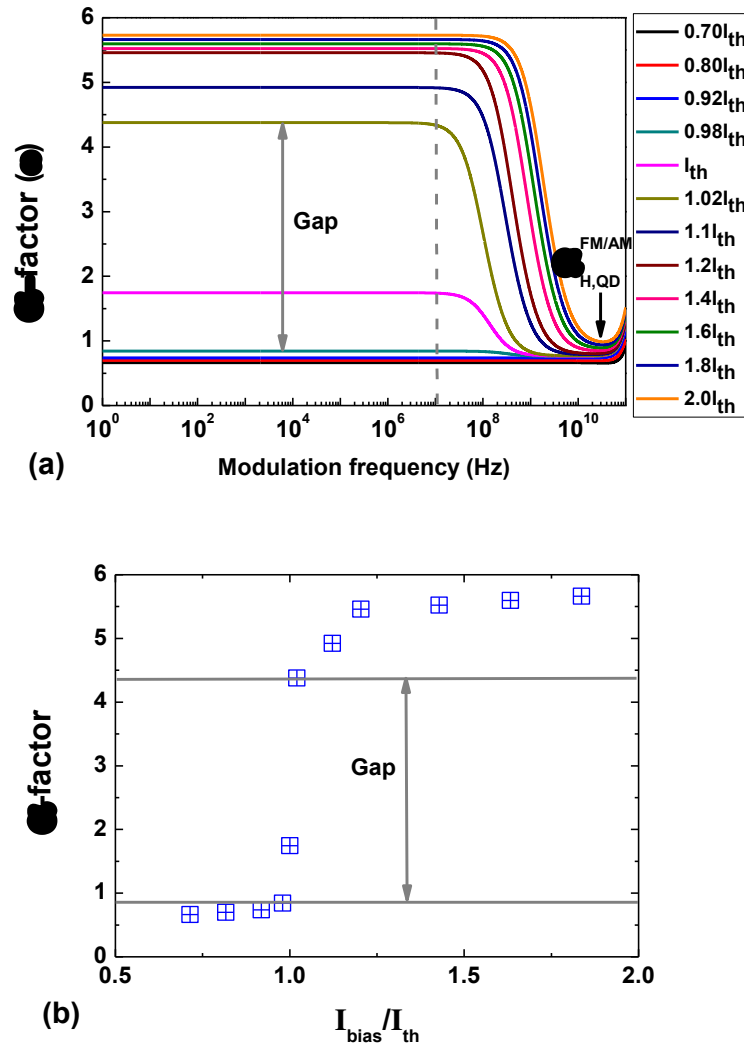 6
5
4
3
2
1
0
-factor (
Gap
FM/AM
H,QD
10^0 10^2 10^4 10^6 10^8 10^10
Modulation frequency (Hz)
(a)
0.70I_th
0.80I_th
0.92I_th
0.98I_th
I_th
1.02I_th
1.1I_th
1.2I_th
1.4I_th
1.6I_th
1.8I_th
2.0I_th
6
5
4
3
2
1
0
-factor
Gap
0.5 1.0 1.5 2.0
I_bias/I_th
(b)